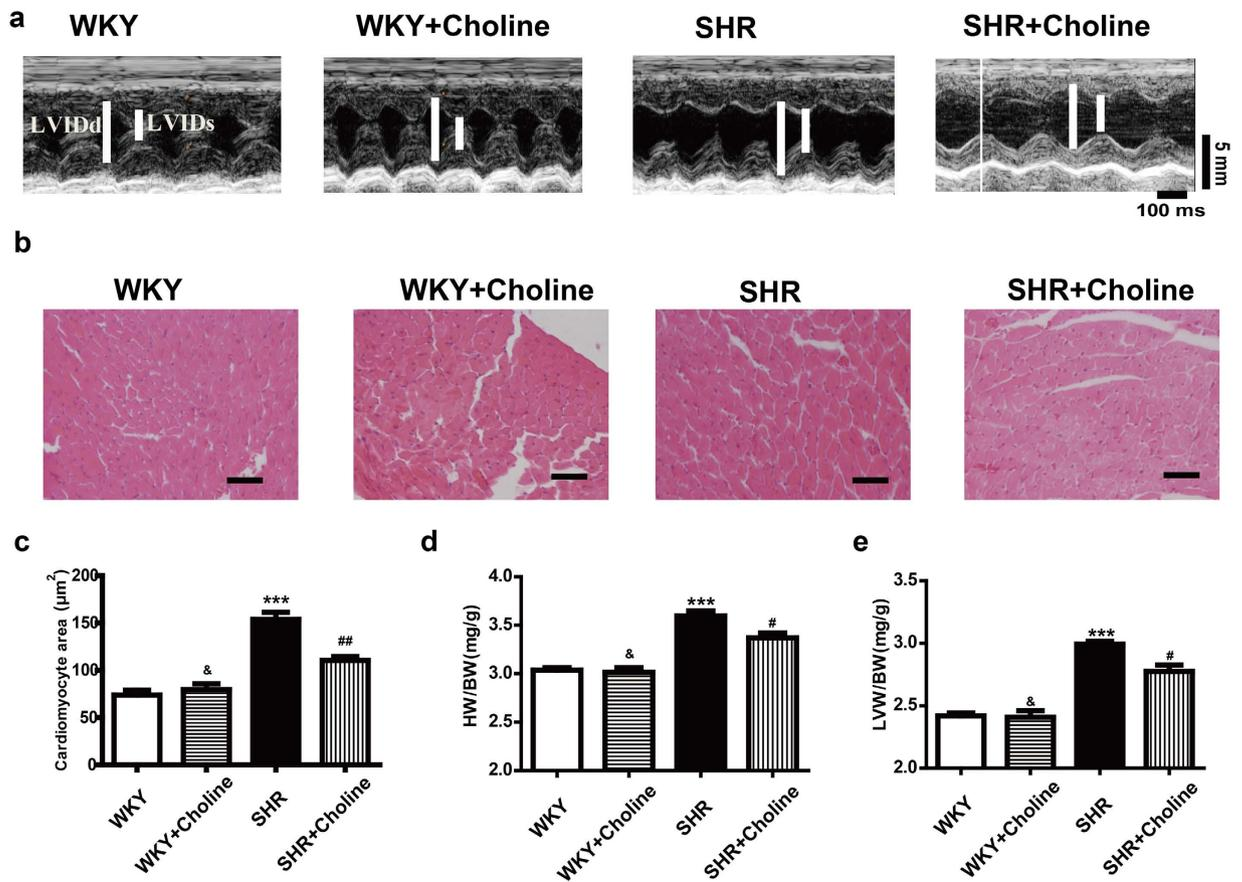 a
WKY
WKY+Choline
SHR
SHR+Choline
LVIDd
LVIDs
5 mm
100 ms
b
WKY
WKY+Choline
SHR
SHR+Choline
c
Cardiomyocyte area (μm²)
200
150
100
50
0
&
***
##
WKY
WKY+Choline
SHR
SHR+Choline
d
HW/BW(mg/g)
4.0
3.5
3.0
2.5
2.0
&
***
#
WKY
WKY+Choline
SHR
SHR+Choline
e
LVW/BW(mg/g)
3.5
3.0
2.5
2.0
&
***
#
WKY
WKY+Choline
SHR
SHR+Choline